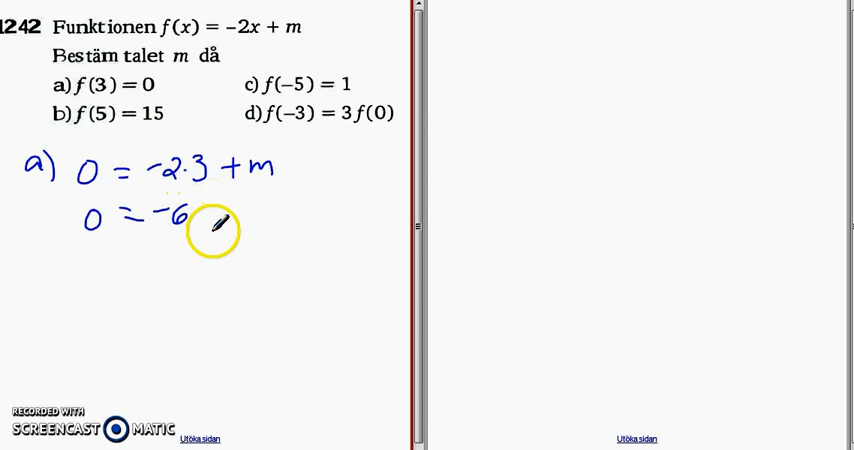 1242 Funktionen f(x) = −2x + m
Bestäm talet m då
a) f(3) = 0 c) f(−5) = 1
b) f(5) = 15 d) f(−3) = 3f(0)
a) 0 = -2·3 + m
0 = -6
RECORDED WITH
SCREENCAST MATIC
Utöka sidan Utöka sidan